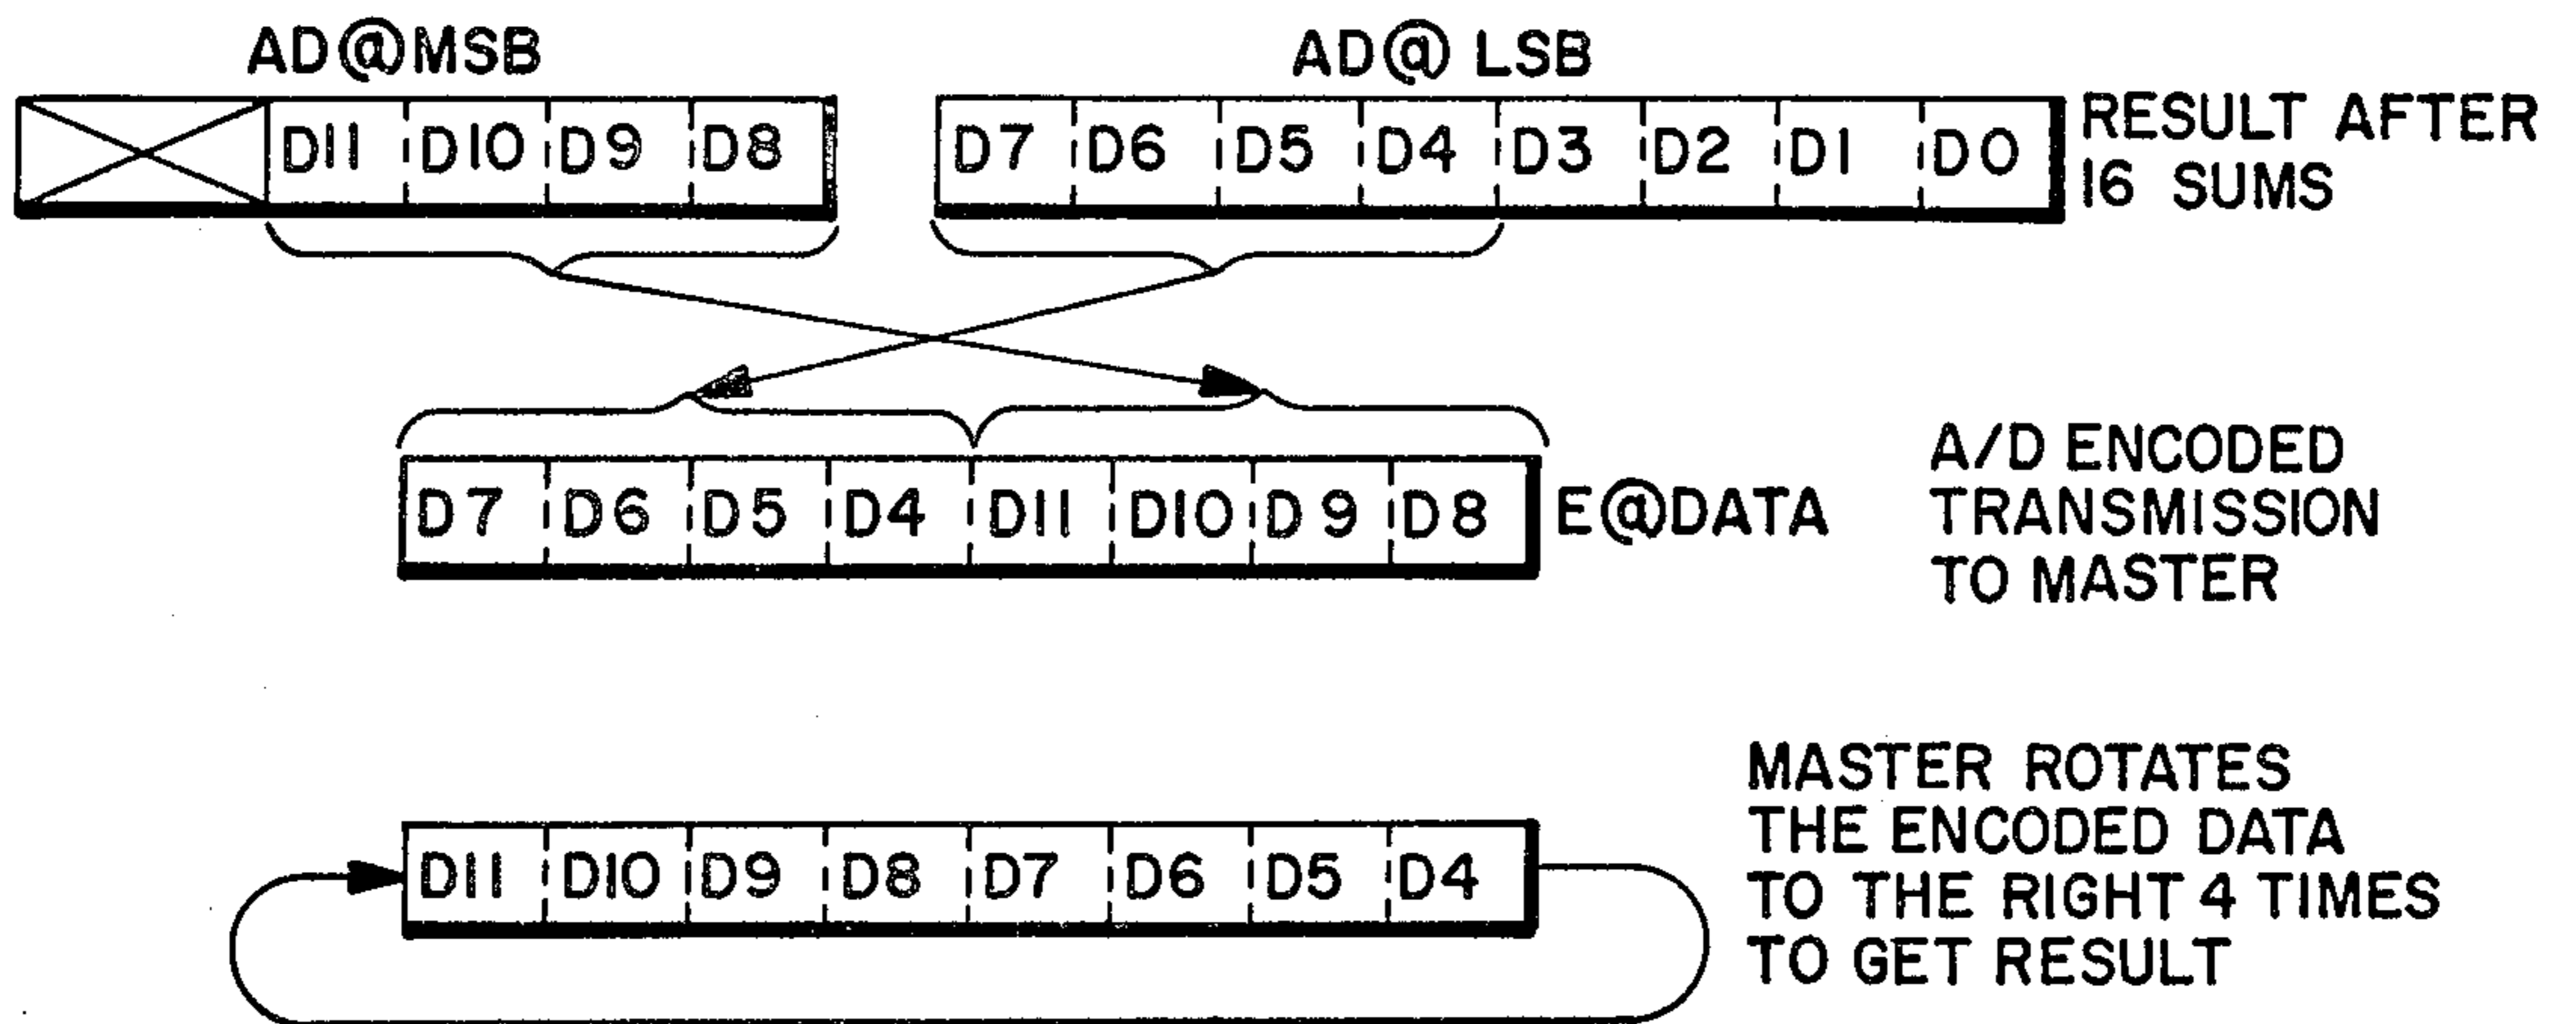 AD@MSB
AD@ LSB
D11 D10 D9 D8
D7 D6 D5 D4 D3 D2 D1 D0
RESULT AFTER
16 SUMS
D7 D6 D5 D4 D11 D10 D9 D8
E@DATA
A/D ENCODED
TRANSMISSION
TO MASTER
D11 D10 D9 D8 D7 D6 D5 D4
MASTER ROTATES
THE ENCODED DATA
TO THE RIGHT 4 TIMES
TO GET RESULT